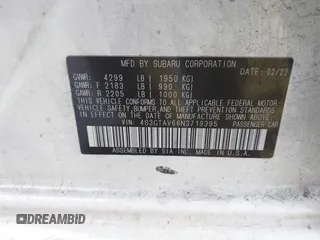 MFD.BY SUBARU CORPORATION
DATE: 02/22
GVWR: 4299 LB ( 1950 KG)
GAWR: F 2183 LB ( 990 KG)
GAWR: R 2205 LB ( 1000 KG)
THIS VEHICLE CONFORMS TO ALL APPLICABLE FEDERAL MOTOR
VEHICLE SAFETY, BUMPER, AND THEFT PREVENTION STANDARDS
IN EFFECT ON THE DATE OF MANUFACTURE SHOWN ABOVE.
VIN: 4S3GTAV66N3719395 PASSENGER CAR
ASSEMBLED BY SIA INC. MADE IN U.S.A.
DREAMBID
DREAMBID.COM